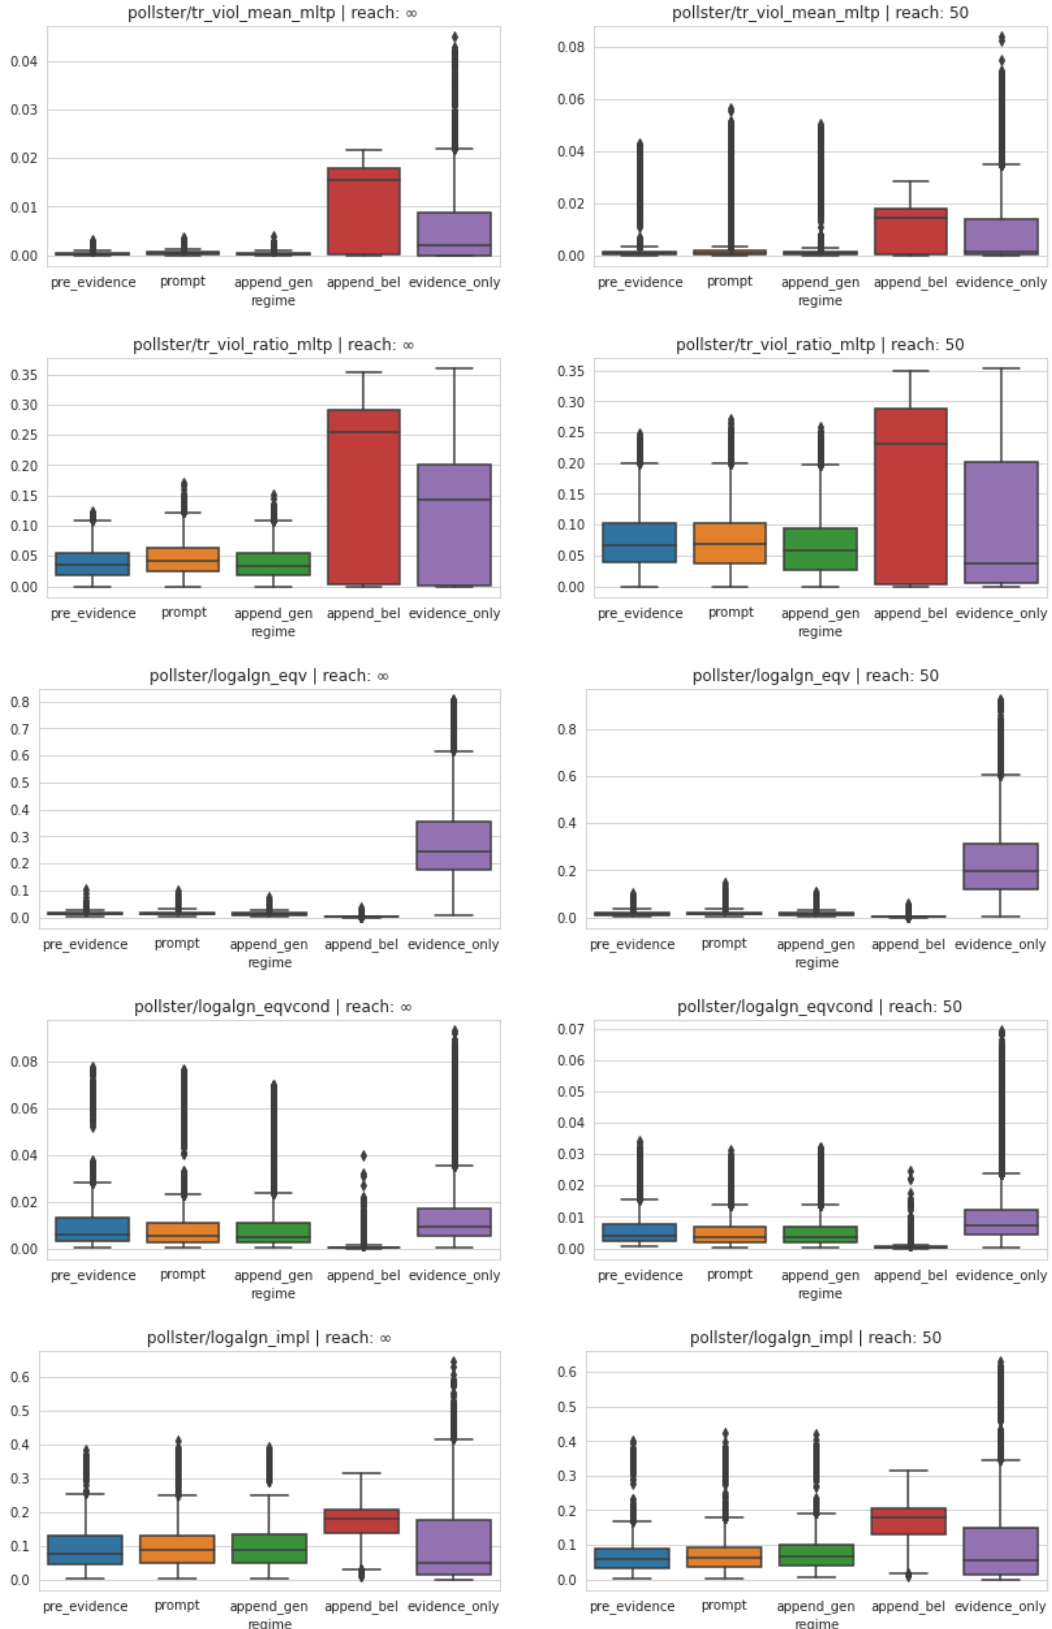 pollster/tr_viol_mean_mltp | reach: ∞
0.04
0.03
0.02
0.01
0.00
pre_evidence prompt append_gen append_bel evidence_only
regime
pollster/tr_viol_mean_mltp | reach: 50
0.08
0.06
0.04
0.02
0.00
pre_evidence prompt append_gen append_bel evidence_only
regime
pollster/tr_viol_ratio_mltp | reach: ∞
0.35
0.30
0.25
0.20
0.15
0.10
0.05
0.00
pre_evidence prompt append_gen append_bel evidence_only
regime
pollster/tr_viol_ratio_mltp | reach: 50
0.35
0.30
0.25
0.20
0.15
0.10
0.05
0.00
pre_evidence prompt append_gen append_bel evidence_only
regime
pollster/logalgn_eqv | reach: ∞
0.8
0.7
0.6
0.5
0.4
0.3
0.2
0.1
0.0
pre_evidence prompt append_gen append_bel evidence_only
regime
pollster/logalgn_eqv | reach: 50
0.8
0.6
0.4
0.2
0.0
pre_evidence prompt append_gen append_bel evidence_only
regime
pollster/logalgn_eqvcond | reach: ∞
0.08
0.06
0.04
0.02
0.00
pre_evidence prompt append_gen append_bel evidence_only
regime
pollster/logalgn_eqvcond | reach: 50
0.07
0.06
0.05
0.04
0.03
0.02
0.01
0.00
pre_evidence prompt append_gen append_bel evidence_only
regime
pollster/logalgn_impl | reach: ∞
0.6
0.5
0.4
0.3
0.2
0.1
0.0
pre_evidence prompt append_gen append_bel evidence_only
regime
pollster/logalgn_impl | reach: 50
0.6
0.5
0.4
0.3
0.2
0.1
0.0
pre_evidence prompt append_gen append_bel evidence_only
regime